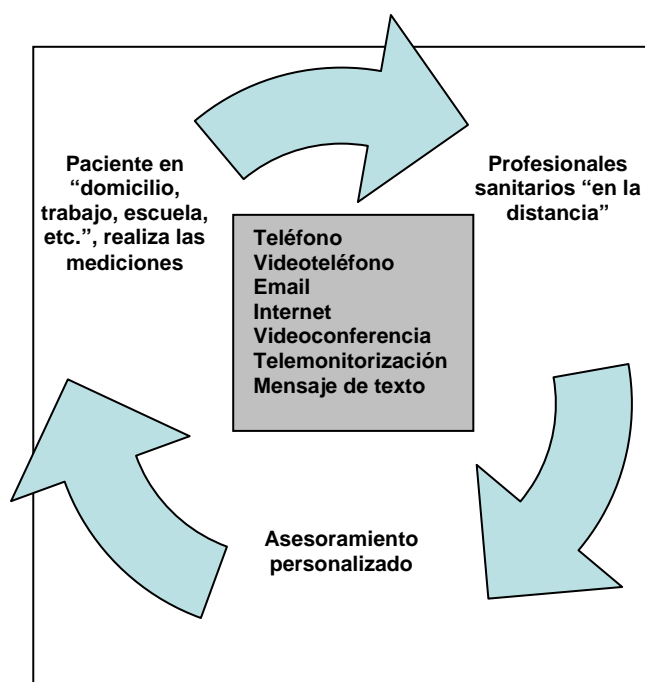 Paciente en
“domicilio,
trabajo, escuela,
etc.”, realiza las
mediciones
Profesionales
sanitarios “en la
distancia”
Teléfono
Videoteléfono
Email
Internet
Videoconferencia
Telemonitorización
Mensaje de texto
Asesoramiento
personalizado